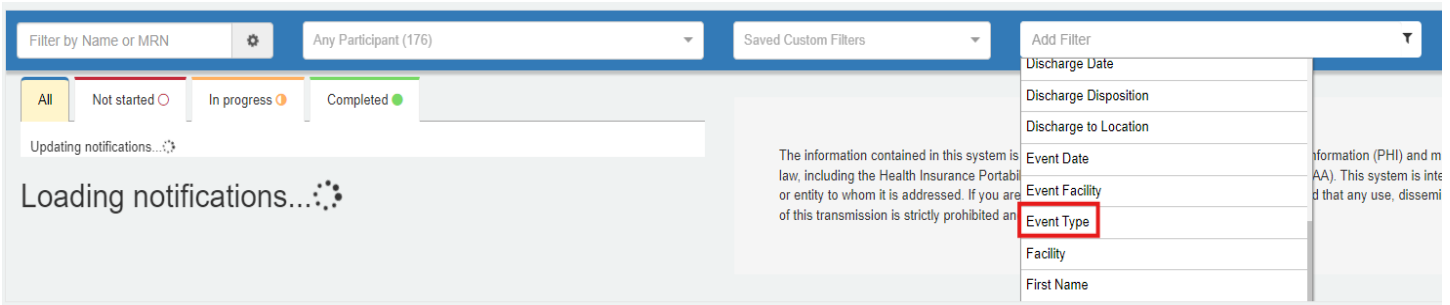 Filter by Name or MRN
Any Participant (176)
Saved Custom Filters
Add Filter
All
Not started
In progress
Completed
Updating notifications...
Loading notifications...
Discharge Date
Discharge Disposition
Discharge to Location
Event Date
Event Facility
Event Type
Facility
First Name
The information contained in this system is
law, including the Health Insurance Portabi
or entity to whom it is addressed. If you are
of this transmission is strictly prohibited an
nformation (PHI) and m
AA). This system is inte
d that any use, dissemi